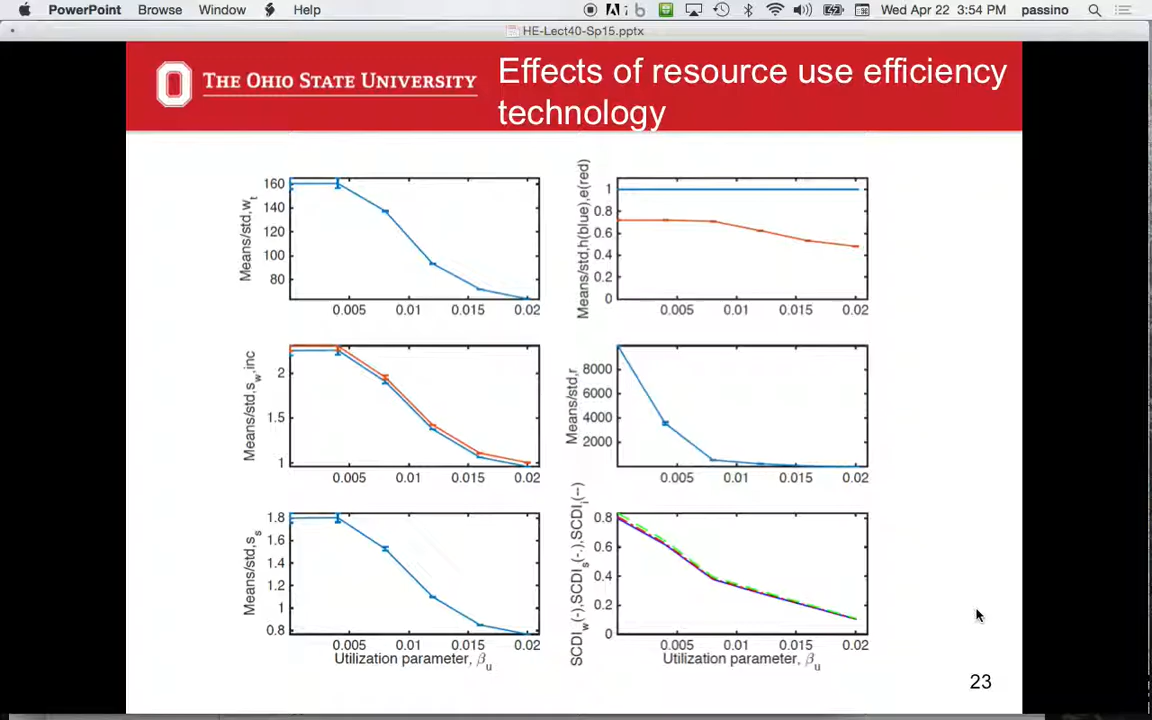 PowerPoint Browse Window Help Wed Apr 22 3:54 PM passino
HE-Lect40-Sp15.pptx
THE OHIO STATE UNIVERSITY
Effects of resource use efficiency
technology
Means/std,w_t
160
140
120
100
80
0.005 0.01 0.015 0.02
Means/std,h(blue),e(red)
1
0.8
0.6
0.4
0.2
0
0.005 0.01 0.015 0.02
Means/std,s_w,inc
2
1.5
1
0.005 0.01 0.015 0.02
Means/std,r
8000
6000
4000
2000
0.005 0.01 0.015 0.02
Means/std,s_s
1.8
1.6
1.4
1.2
1
0.8
0.005 0.01 0.015 0.02
Utilization parameter, β_u
SCDI_w(-),SCDI_s(-.),SCDI_i(--)
0.8
0.6
0.4
0.2
0
0.005 0.01 0.015 0.02
Utilization parameter, β_u
23